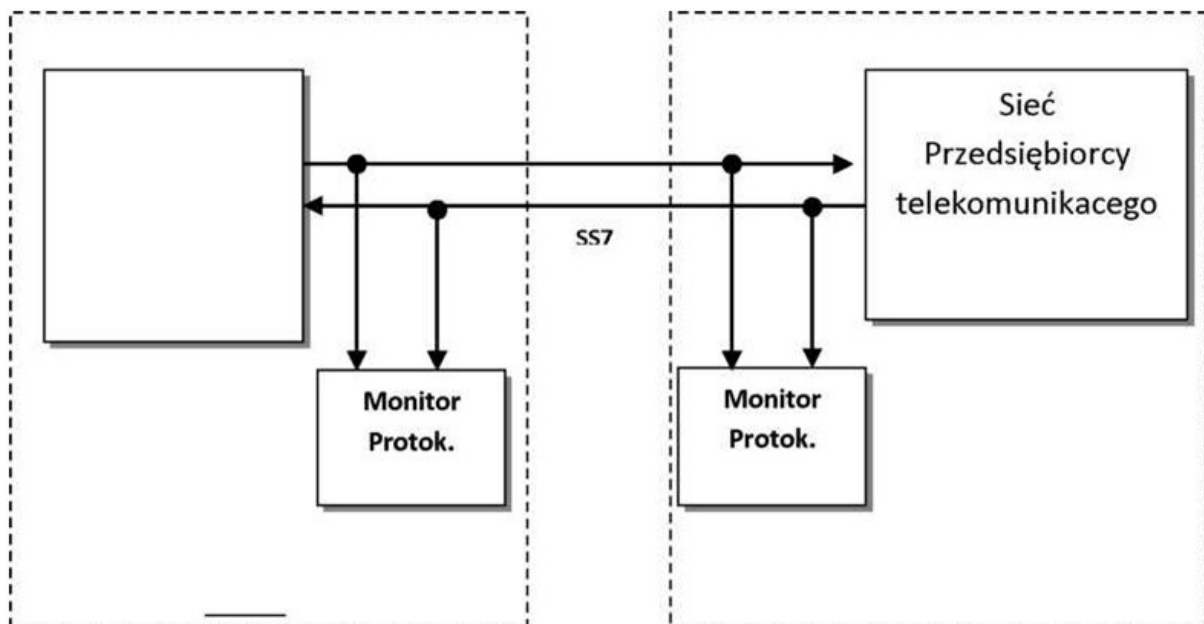 Sieć
Przedsiębiorcy
telekomunikacego
SS7
Monitor
Protok.
Monitor
Protok.